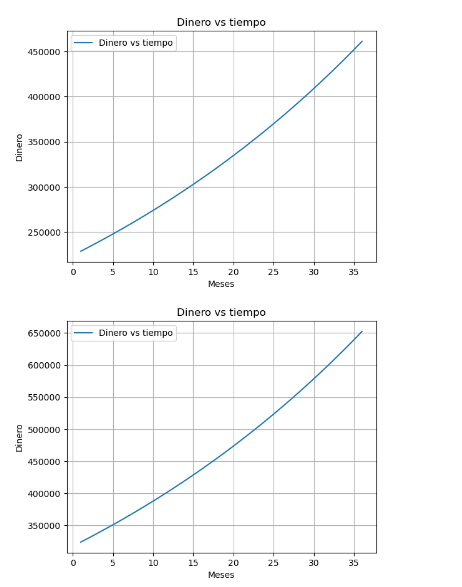 Dinero vs tiempo
Dinero vs tiempo
450000
400000
350000
300000
250000
Dinero
0 5 10 15 20 25 30 35
Meses
Dinero vs tiempo
Dinero vs tiempo
650000
600000
550000
500000
450000
400000
350000
Dinero
0 5 10 15 20 25 30 35
Meses